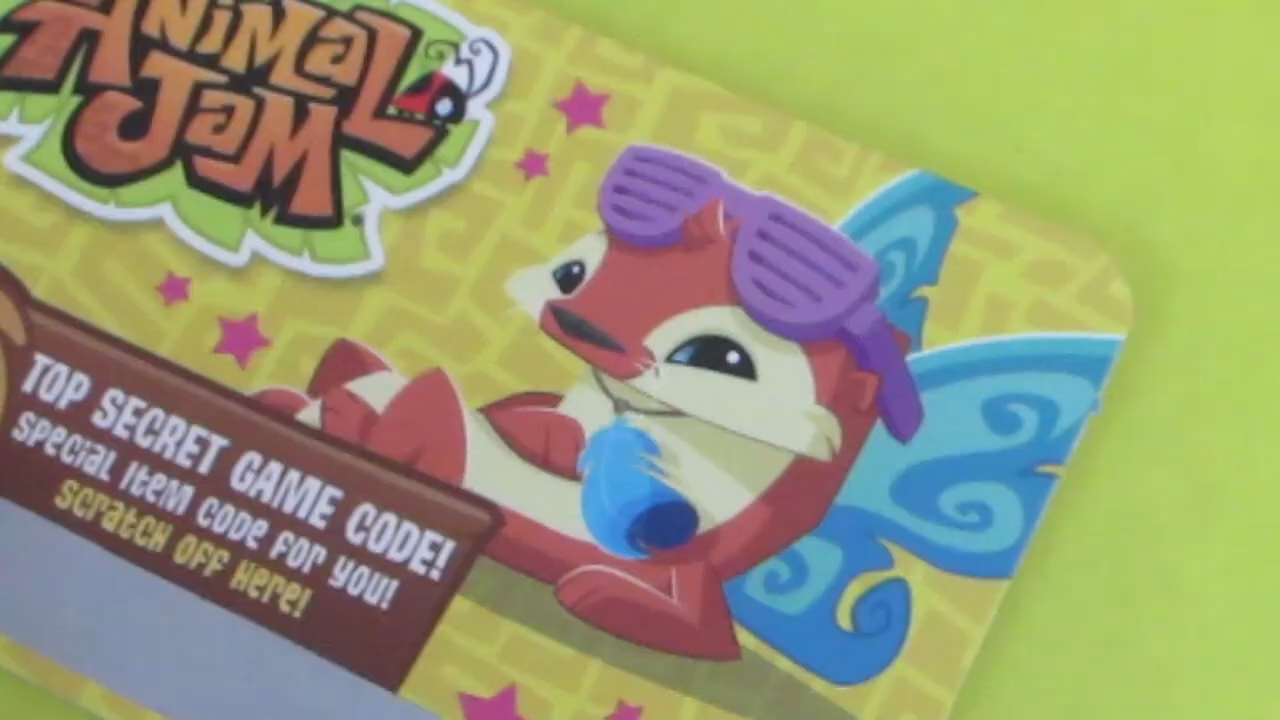 ANIMAL
JAM
TOP SECRET GAME CODE!
SPECIAL ITEM CODE FOR YOU!
SCRATCH OFF HERE!